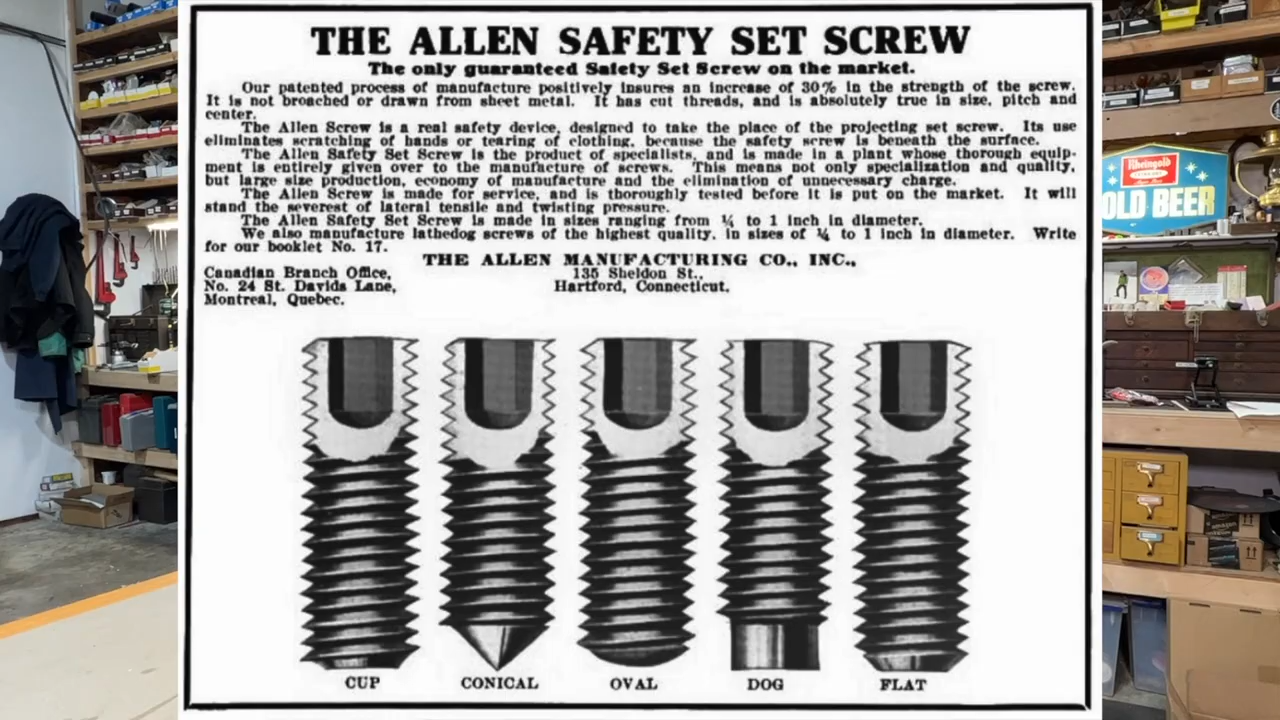 THE ALLEN SAFETY SET SCREW
The only guaranteed Safety Set Screw on the market.
Our patented process of manufacture positively insures an increase of 30% in the strength of the screw.
It is not broached or drawn from sheet metal. It has cut threads, and is absolutely true in size, pitch and
center.
The Allen Screw is a real safety device, designed to take the place of the projecting set screw. Its use
eliminates scratching of hands or tearing of clothing, because the safety screw is beneath the surface.
The Allen Safety Set Screw is the product of specialists, and is made in a plant whose thorough equip-
ment is entirely given over to the manufacture of screws. This means not only specialization and quality,
but large size production, economy of manufacture and the elimination of unnecessary charge.
The Allen Screw is made for service, and is thoroughly tested before it is put on the market. It will
stand the severest of lateral tensile and twisting pressure.
The Allen Safety Set Screw is made in sizes ranging from ¼ to 1 inch in diameter.
We also manufacture lathedog screws of the highest quality, in sizes of ¼ to 1 inch in diameter. Write
for our booklet No. 17.
THE ALLEN MANUFACTURING CO., INC.,
Canadian Branch Office,
No. 24 St. Davids Lane,
Montreal, Quebec.
135 Sheldon St.,
Hartford, Connecticut.
CUP
CONICAL
OVAL
DOG
FLAT
Rheingold
OLD BEER